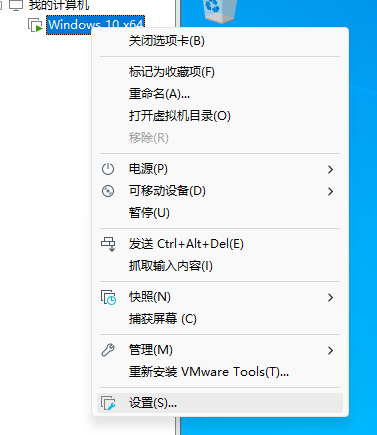 我的计算机
Windows 10 x64
关闭选项卡(B)
标记为收藏项(F)
重命名(A)...
打开虚拟机目录(O)
移除(R)
电源(P)
可移动设备(D)
暂停(U)
发送 Ctrl+Alt+Del(E)
抓取输入内容(I)
快照(N)
捕获屏幕 (C)
管理(M)
重新安装 VMware Tools(T)...
设置(S)...